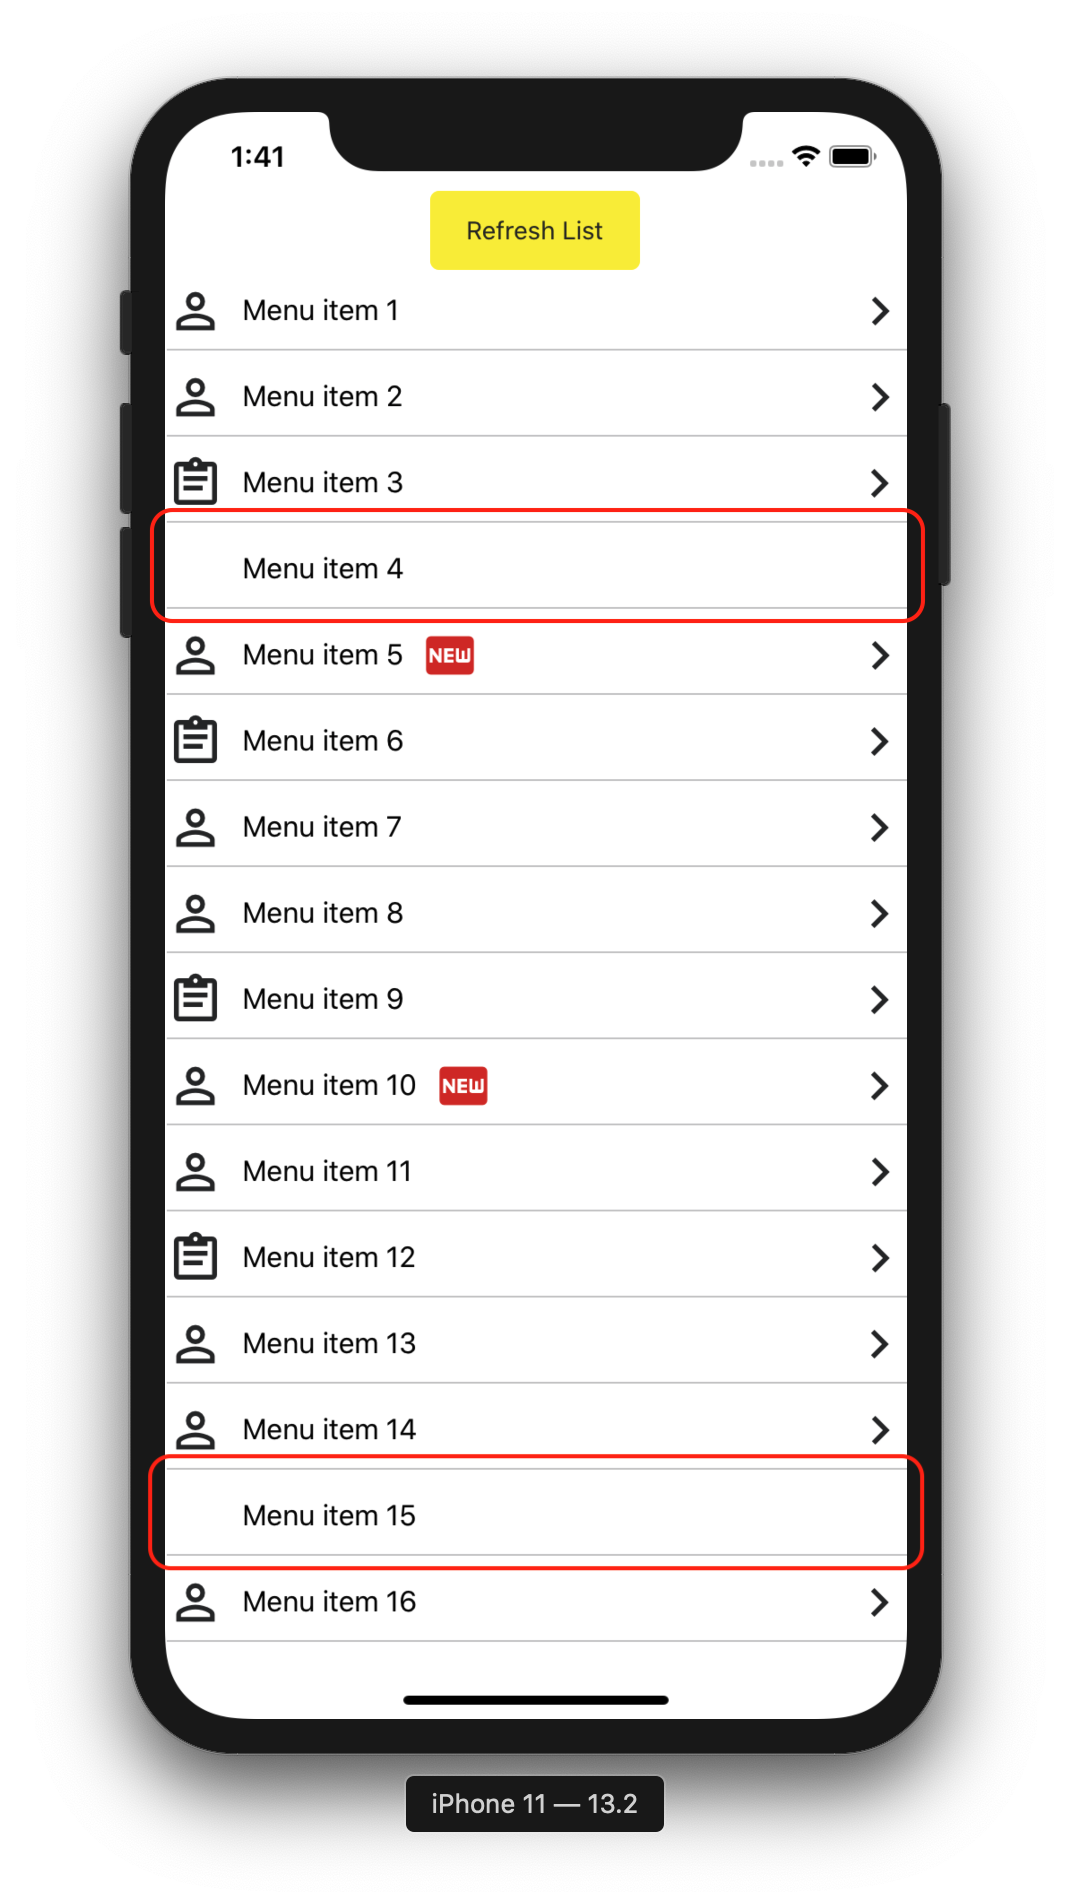 1:41
Refresh List
Menu item 1
Menu item 2
Menu item 3
Menu item 4
Menu item 5 NEW
Menu item 6
Menu item 7
Menu item 8
Menu item 9
Menu item 10 NEW
Menu item 11
Menu item 12
Menu item 13
Menu item 14
Menu item 15
Menu item 16
iPhone 11 — 13.2